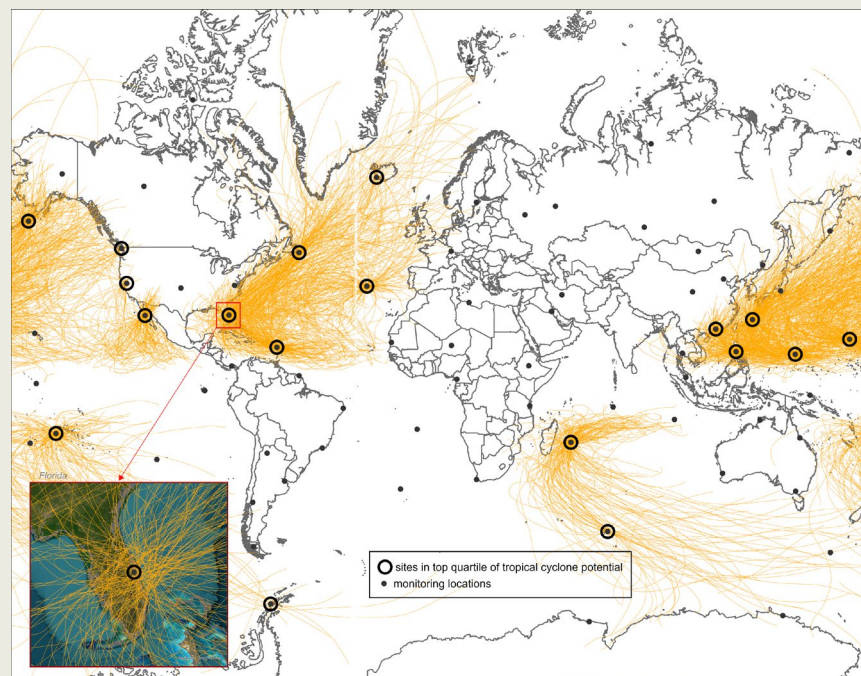 Florida
sites in top quartile of tropical cyclone potential
monitoring locations